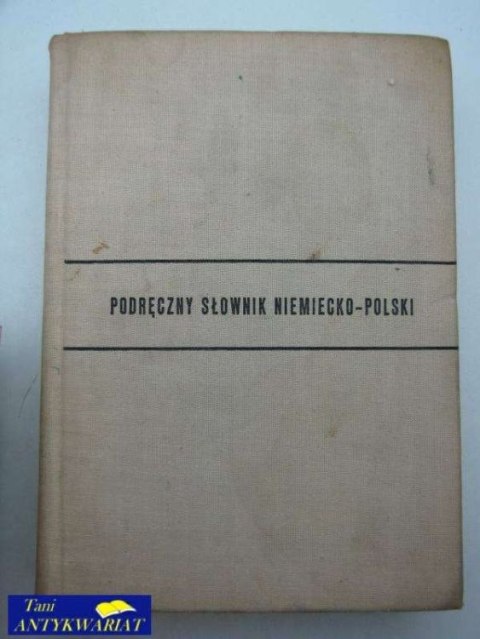 PODRĘCZNY SŁOWNIK NIEMIECKO-POLSKI
Tani
ANTYKWARIAT